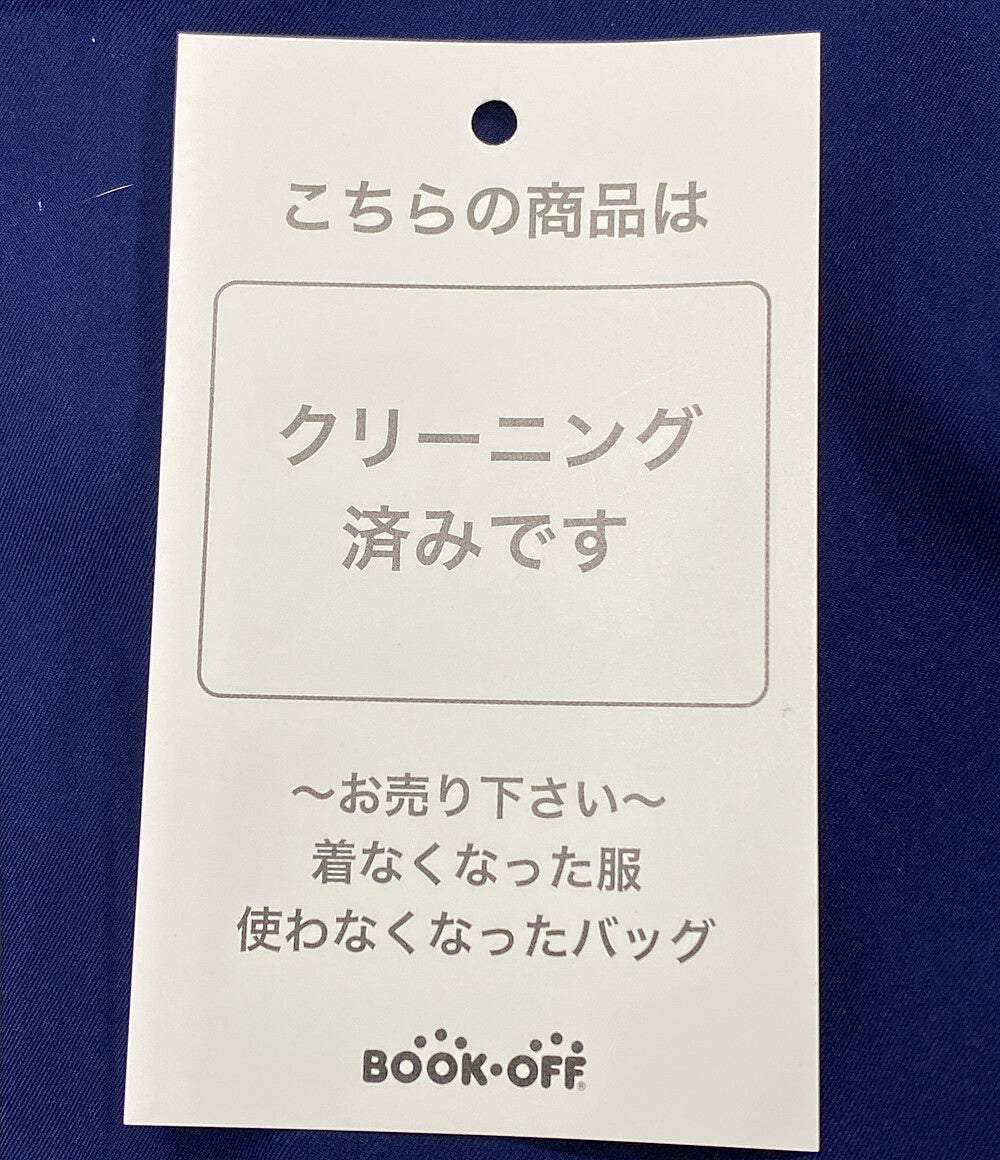 こちらの商品は
クリーニング
済みです
～お売り下さい～
着なくなった服
使わなくなったバッグ
BOOK・OFF®